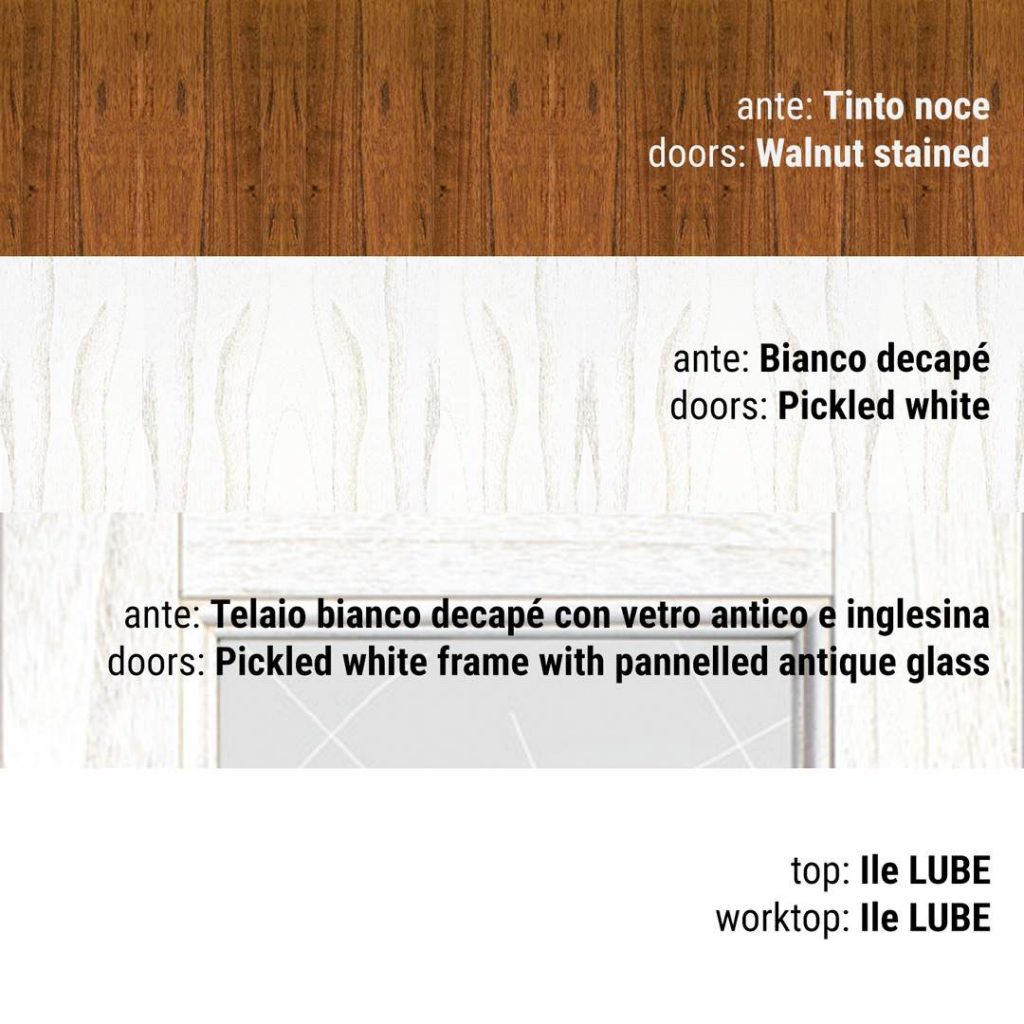 ante: Tinto noce
doors: Walnut stained
ante: Bianco decapé
doors: Pickled white
ante: Telaio bianco decapé con vetro antico e inglesina
doors: Pickled white frame with pannelled antique glass
top: Ile LUBE
worktop: Ile LUBE